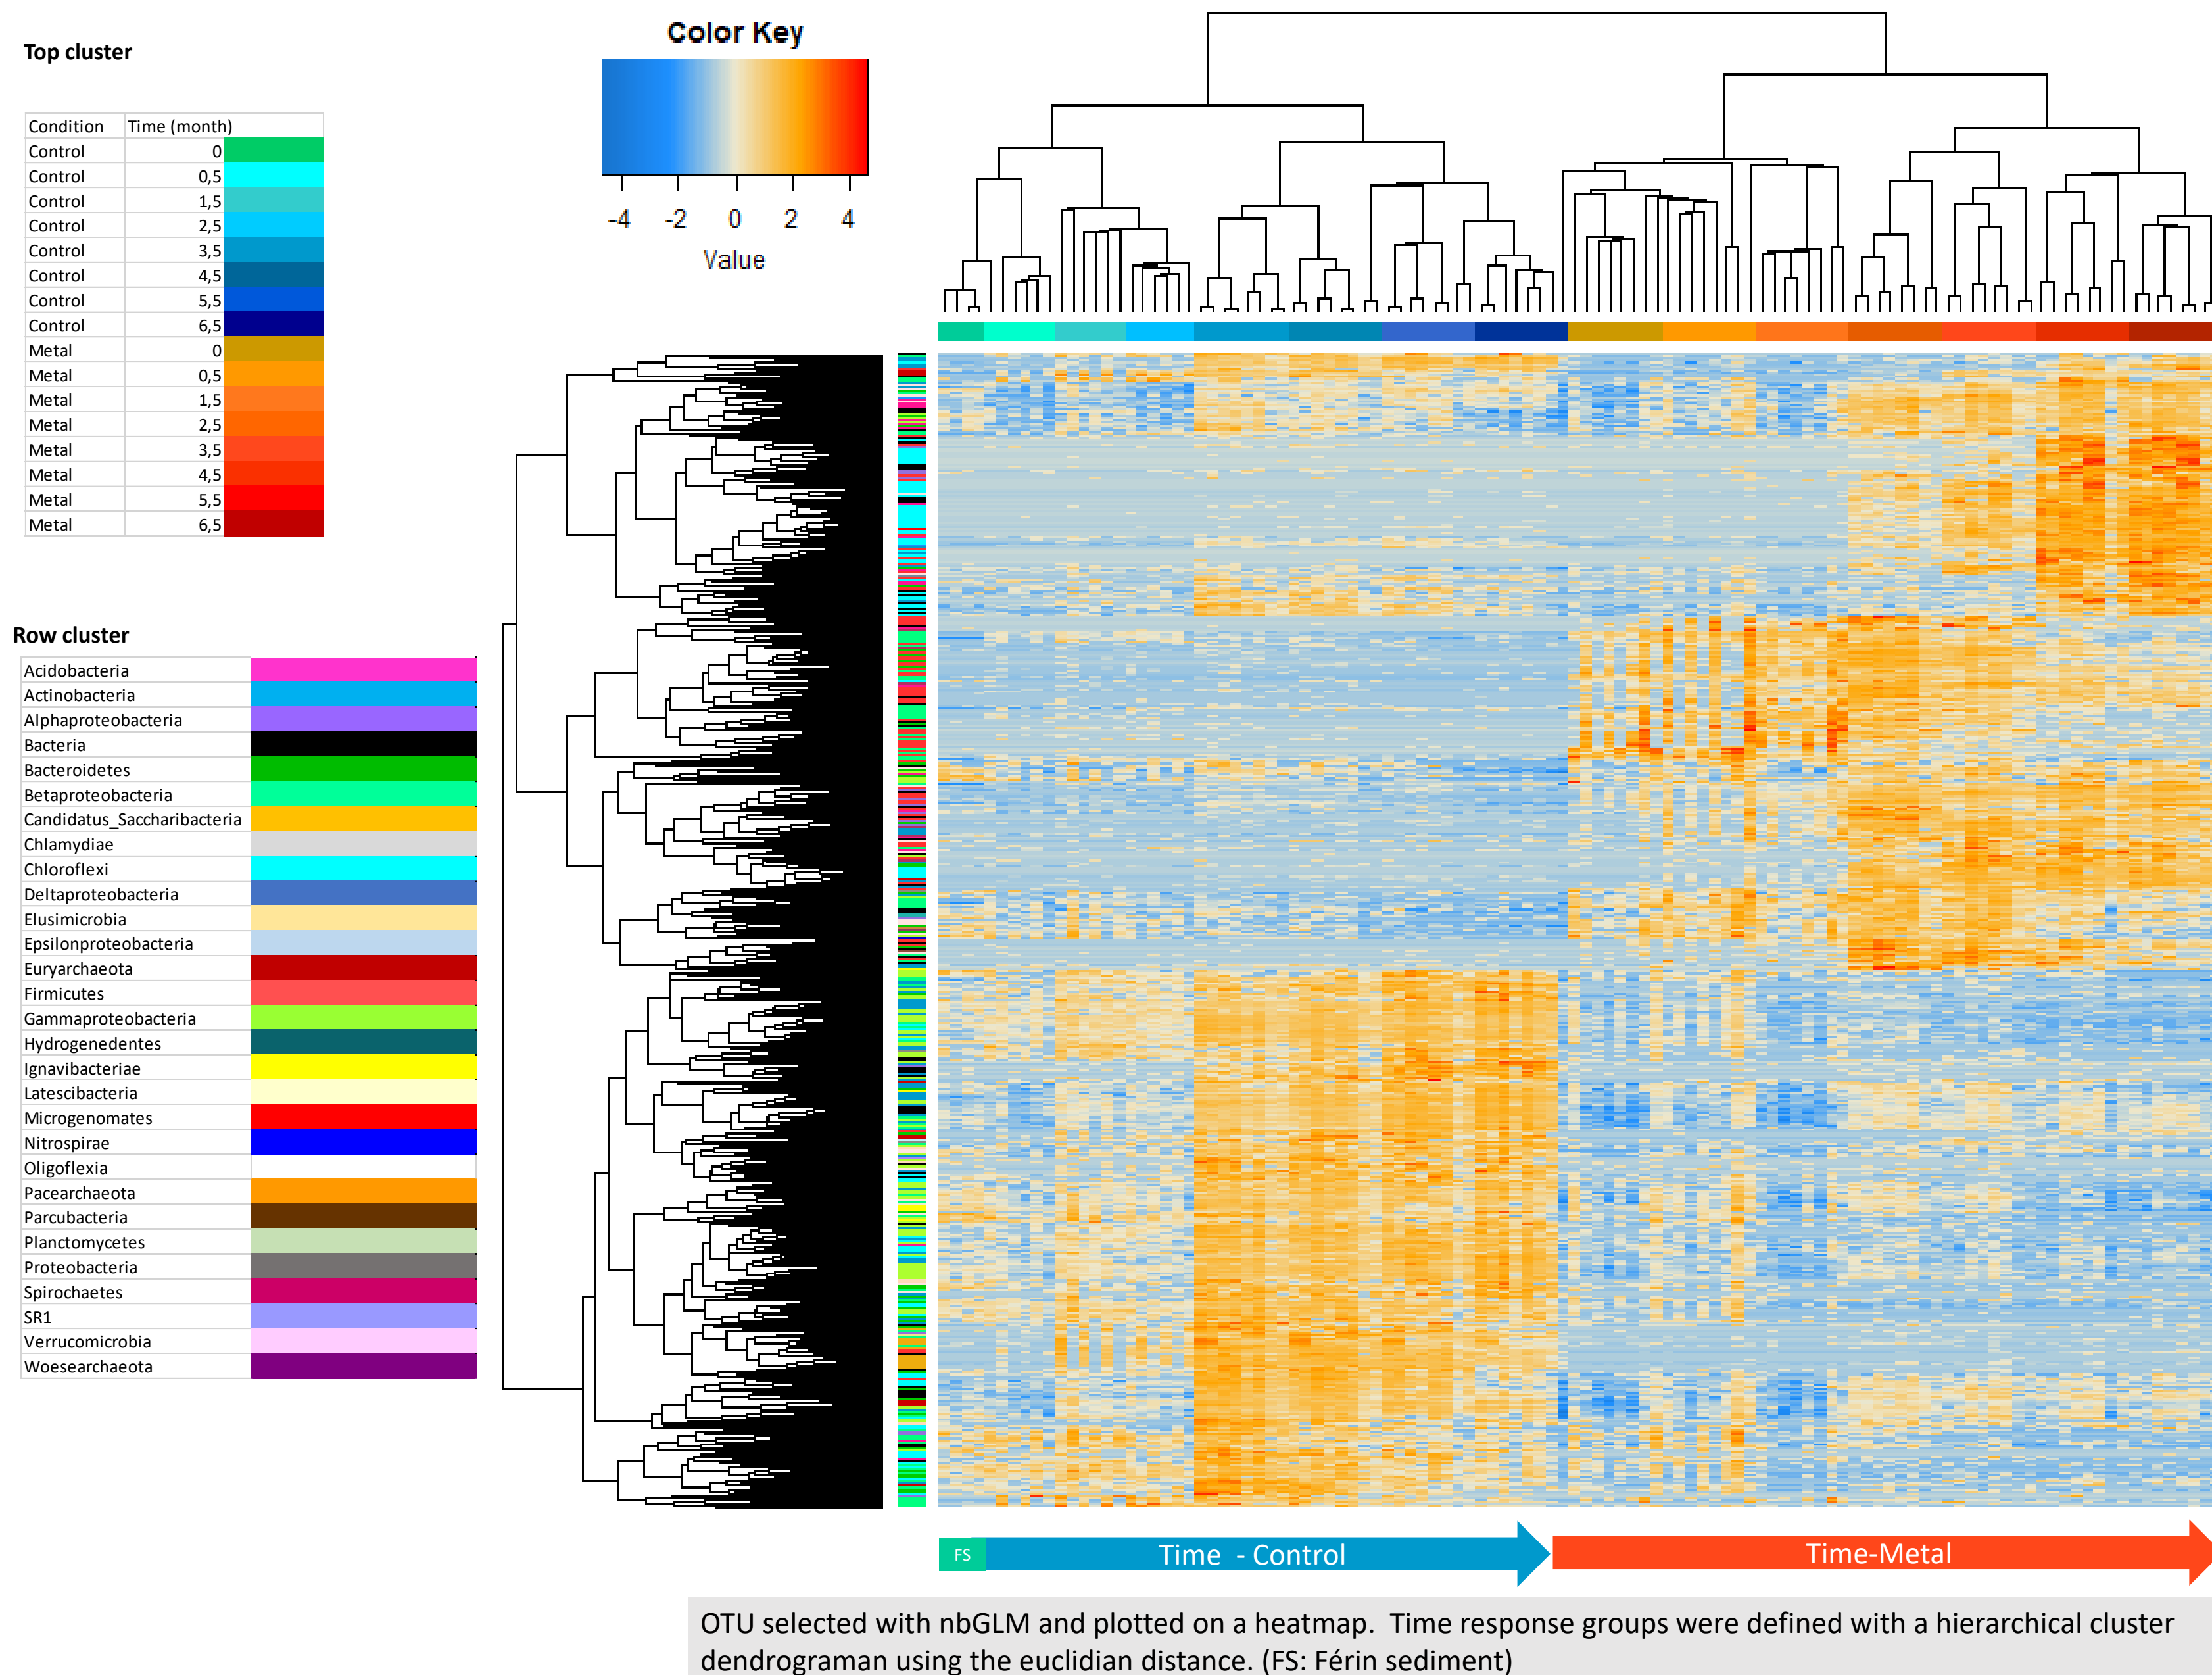 Top cluster
Condition Time (month)
Control 0
Control 0,5
Control 1,5
Control 2,5
Control 3,5
Control 4,5
Control 5,5
Control 6,5
Metal 0
Metal 0,5
Metal 1,5
Metal 2,5
Metal 3,5
Metal 4,5
Metal 5,5
Metal 6,5
Color Key
-4 -2 0 2 4
Value
Row cluster
Acidobacteria
Actinobacteria
Alphaproteobacteria
Bacteria
Bacteroidetes
Betaproteobacteria
Candidatus_Saccharibacteria
Chlamydiae
Chloroflexi
Deltaproteobacteria
Elusimicrobia
Epsilonproteobacteria
Euryarchaeota
Firmicutes
Gammaproteobacteria
Hydrogenedentes
Ignavibacteriae
Latescibacteria
Microgenomates
Nitrospirae
Oligoflexia
Pacearchaeota
Parcubacteria
Planctomycetes
Proteobacteria
Spirochaetes
SR1
Verrucomicrobia
Woesearchaeota
FS Time - Control Time-Metal
OTU selected with nbGLM and plotted on a heatmap. Time response groups were defined with a hierarchical cluster
dendrograman using the euclidian distance. (FS: Férin sediment)